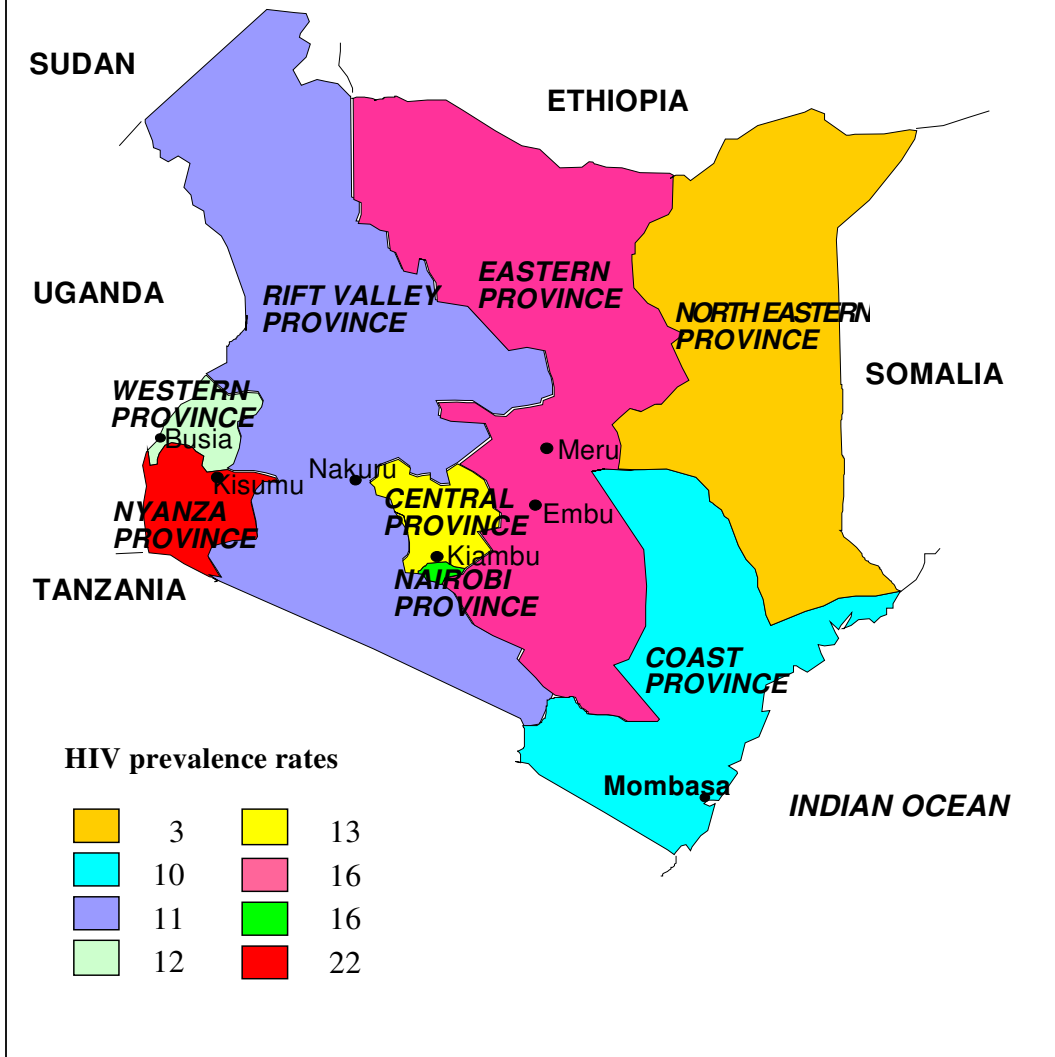 SUDAN
ETHIOPIA
UGANDA
RIFT VALLEY
PROVINCE
EASTERN
PROVINCE
NORTH EASTERN
PROVINCE
SOMALIA
WESTERN
PROVINCE
Busia
Meru
Nakuru
Kisumu
CENTRAL
PROVINCE
NYANZA
PROVINCE
Embu
Kiambu
NAIROBI
PROVINCE
TANZANIA
COAST
PROVINCE
Mombasa
INDIAN OCEAN
HIV prevalence rates
3
10
11
12
13
16
16
22